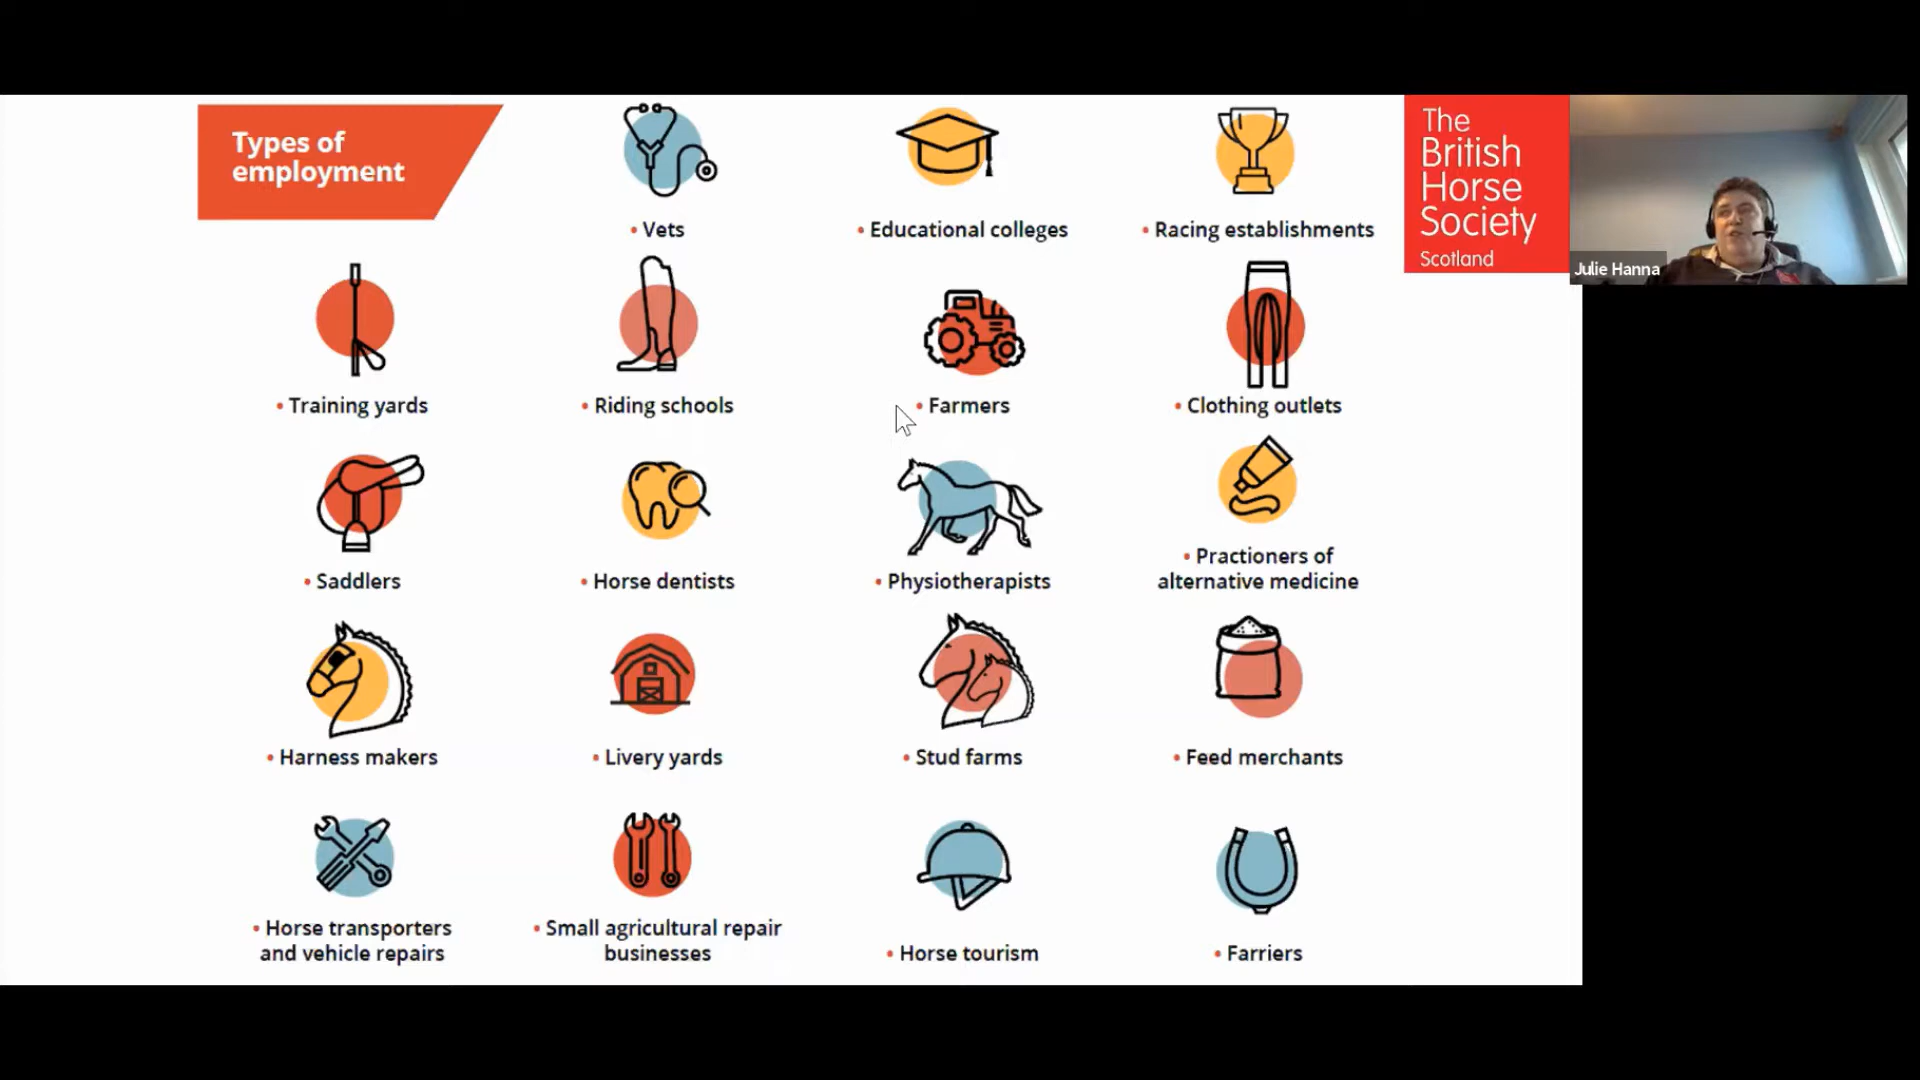 Types of
employment
• Vets
• Educational colleges
• Racing establishments
The
British
Horse
Society
Scotland
Julie Hanna
• Training yards
• Riding schools
• Farmers
• Clothing outlets
• Saddlers
• Horse dentists
• Physiotherapists
• Practioners of
alternative medicine
• Harness makers
• Livery yards
• Stud farms
• Feed merchants
• Horse transporters
and vehicle repairs
• Small agricultural repair
businesses
• Horse tourism
• Farriers